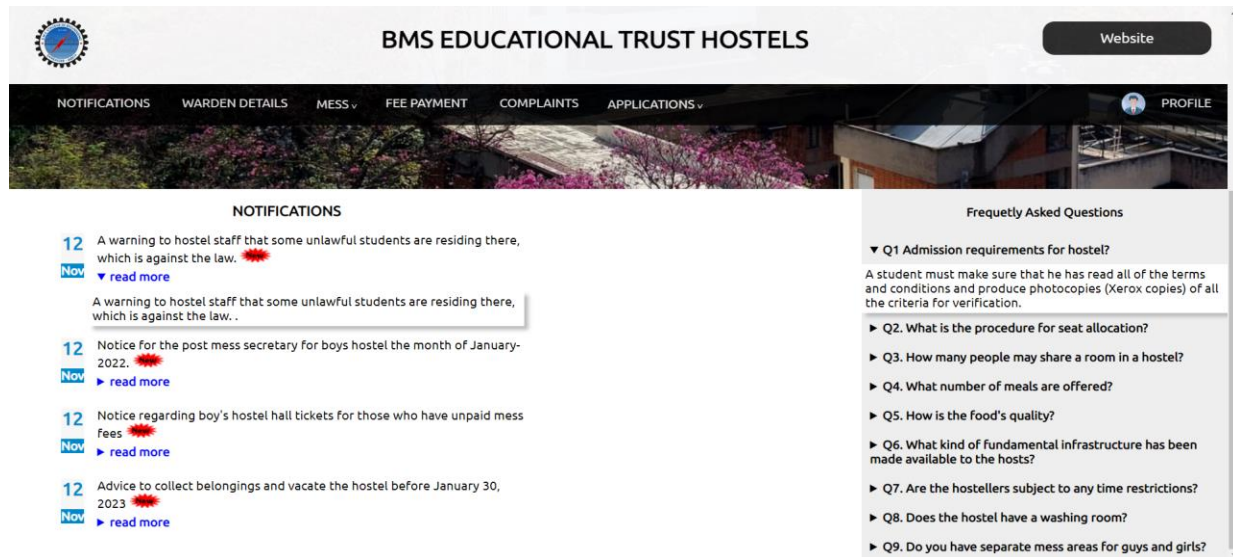 BMS EDUCATIONAL TRUST HOSTELS
Website
NOTIFICATIONS
WARDEN DETAILS
MESS
FEE PAYMENT
COMPLAINTS
APPLICATIONS
PROFILE
NOTIFICATIONS
12
Nov
A warning to hostel staff that some unlawful students are residing there,
which is against the law. New
▼ read more
A warning to hostel staff that some unlawful students are residing there,
which is against the law. .
12
Nov
Notice for the post mess secretary for boys hostel the month of January-
2022. New
► read more
12
Nov
Notice regarding boy's hostel hall tickets for those who have unpaid mess
fees New
► read more
12
Nov
Advice to collect belongings and vacate the hostel before January 30,
2023 New
► read more
Frequetly Asked Questions
▼ Q1 Admission requirements for hostel?
A student must make sure that he has read all of the terms
and conditions and produce photocopies (Xerox copies) of all
the criteria for verification.
► Q2. What is the procedure for seat allocation?
► Q3. How many people may share a room in a hostel?
► Q4. What number of meals are offered?
► Q5. How is the food's quality?
► Q6. What kind of fundamental infrastructure has been
made available to the hosts?
► Q7. Are the hostellers subject to any time restrictions?
► Q8. Does the hostel have a washing room?
► Q9. Do you have separate mess areas for guys and girls?